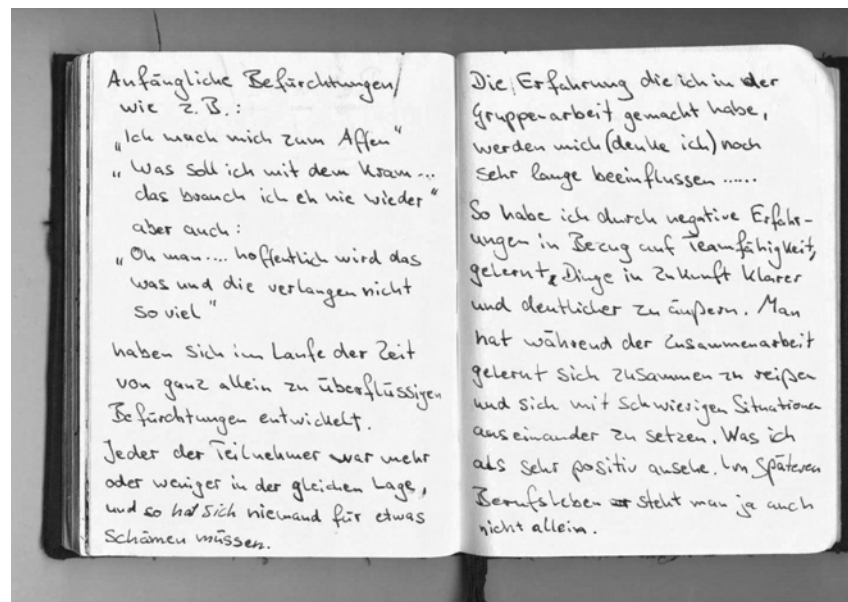 Anfängliche Befürchtungen,
wie z.B.:
„Ich mach mich zum Affen"
„Was soll ich mit dem Kram...
das brauch ich eh nie wieder"
aber auch:
„Oh man.... hoffentlich wird das
was und die verlangen nicht
so viel"
haben sich im Laufe der Zeit
von ganz allein zu überflüssigen
Befürchtungen entwickelt.
Jeder der Teilnehmer war mehr
oder weniger in der gleichen Lage,
und so hat sich niemand für etwas
schämen müssen.
Die Erfahrung die ich in der
Gruppenarbeit gemacht habe,
werden mich (denke ich) noch
sehr lange beeinflussen ......
So habe ich durch negative Erfahr-
ungen in Bezug auf Teamfähigkeit,
gelernt, Dinge in Zukunft klarer
und deutlicher zu äußern. Man
hat während der Zusammenarbeit
gelernt sich zusammen zu reißen
und sich mit schwierigen Situationen
auseinander zu setzen. Was ich
als sehr positiv ansehe. Im Späteren
Berufsleben steht man ja auch
nicht allein.